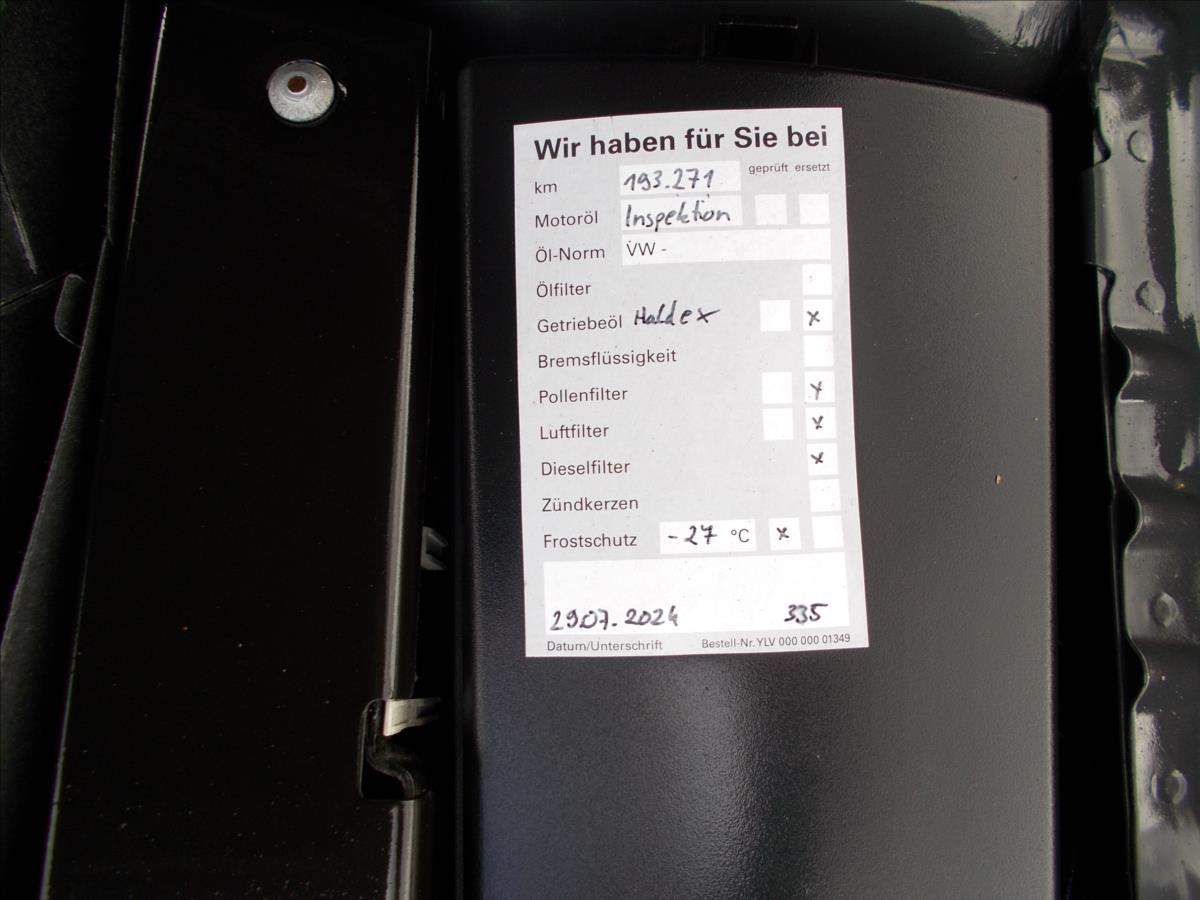 Wir haben für Sie bei
km 193.271 geprüft ersetzt
Motoröl Inspektion
Öl-Norm VW -
Ölfilter
Getriebeöl Haldex x
Bremsflüssigkeit
Pollenfilter x
Luftfilter x
Dieselfilter x
Zündkerzen
Frostschutz -27 °C x
29.07.2024 335
Datum/Unterschrift Bestell-Nr. YLV 000 000 01349